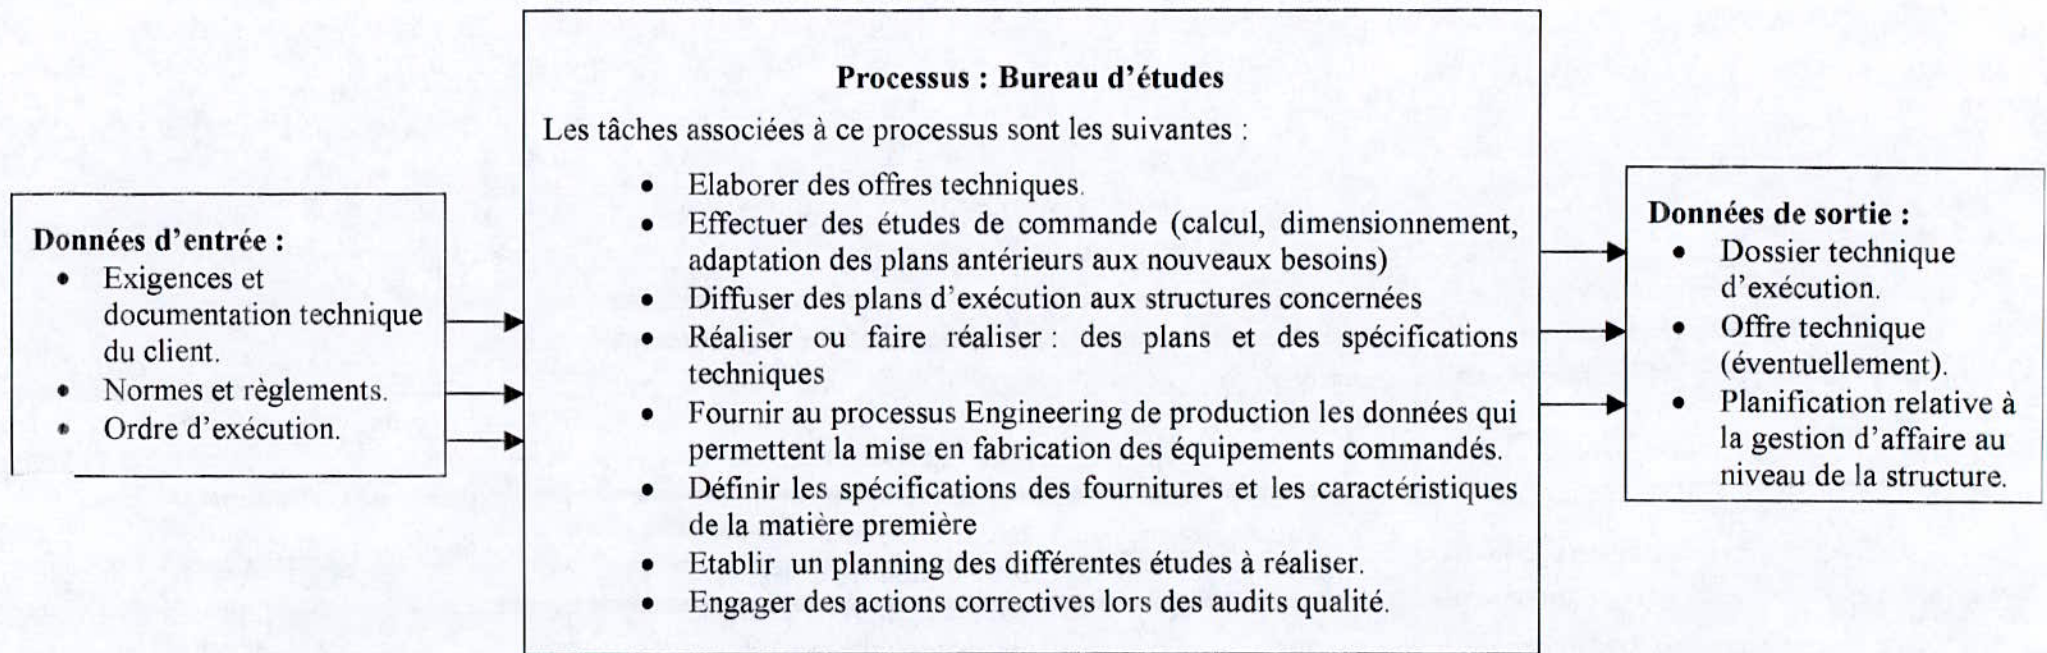 Données d'entrée :
• Exigences et
documentation technique
du client.
• Normes et règlements.
• Ordre d'exécution.
Processus : Bureau d'études
Les tâches associées à ce processus sont les suivantes :
• Elaborer des offres techniques.
• Effectuer des études de commande (calcul, dimensionnement,
adaptation des plans antérieurs aux nouveaux besoins)
• Diffuser des plans d'exécution aux structures concernées
• Réaliser ou faire réaliser : des plans et des spécifications
techniques
• Fournir au processus Engineering de production les données qui
permettent la mise en fabrication des équipements commandés.
• Définir les spécifications des fournitures et les caractéristiques
de la matière première
• Etablir un planning des différentes études à réaliser.
• Engager des actions correctives lors des audits qualité.
Données de sortie :
• Dossier technique
d'exécution.
• Offre technique
(éventuellement).
• Planification relative à
la gestion d'affaire au
niveau de la structure.